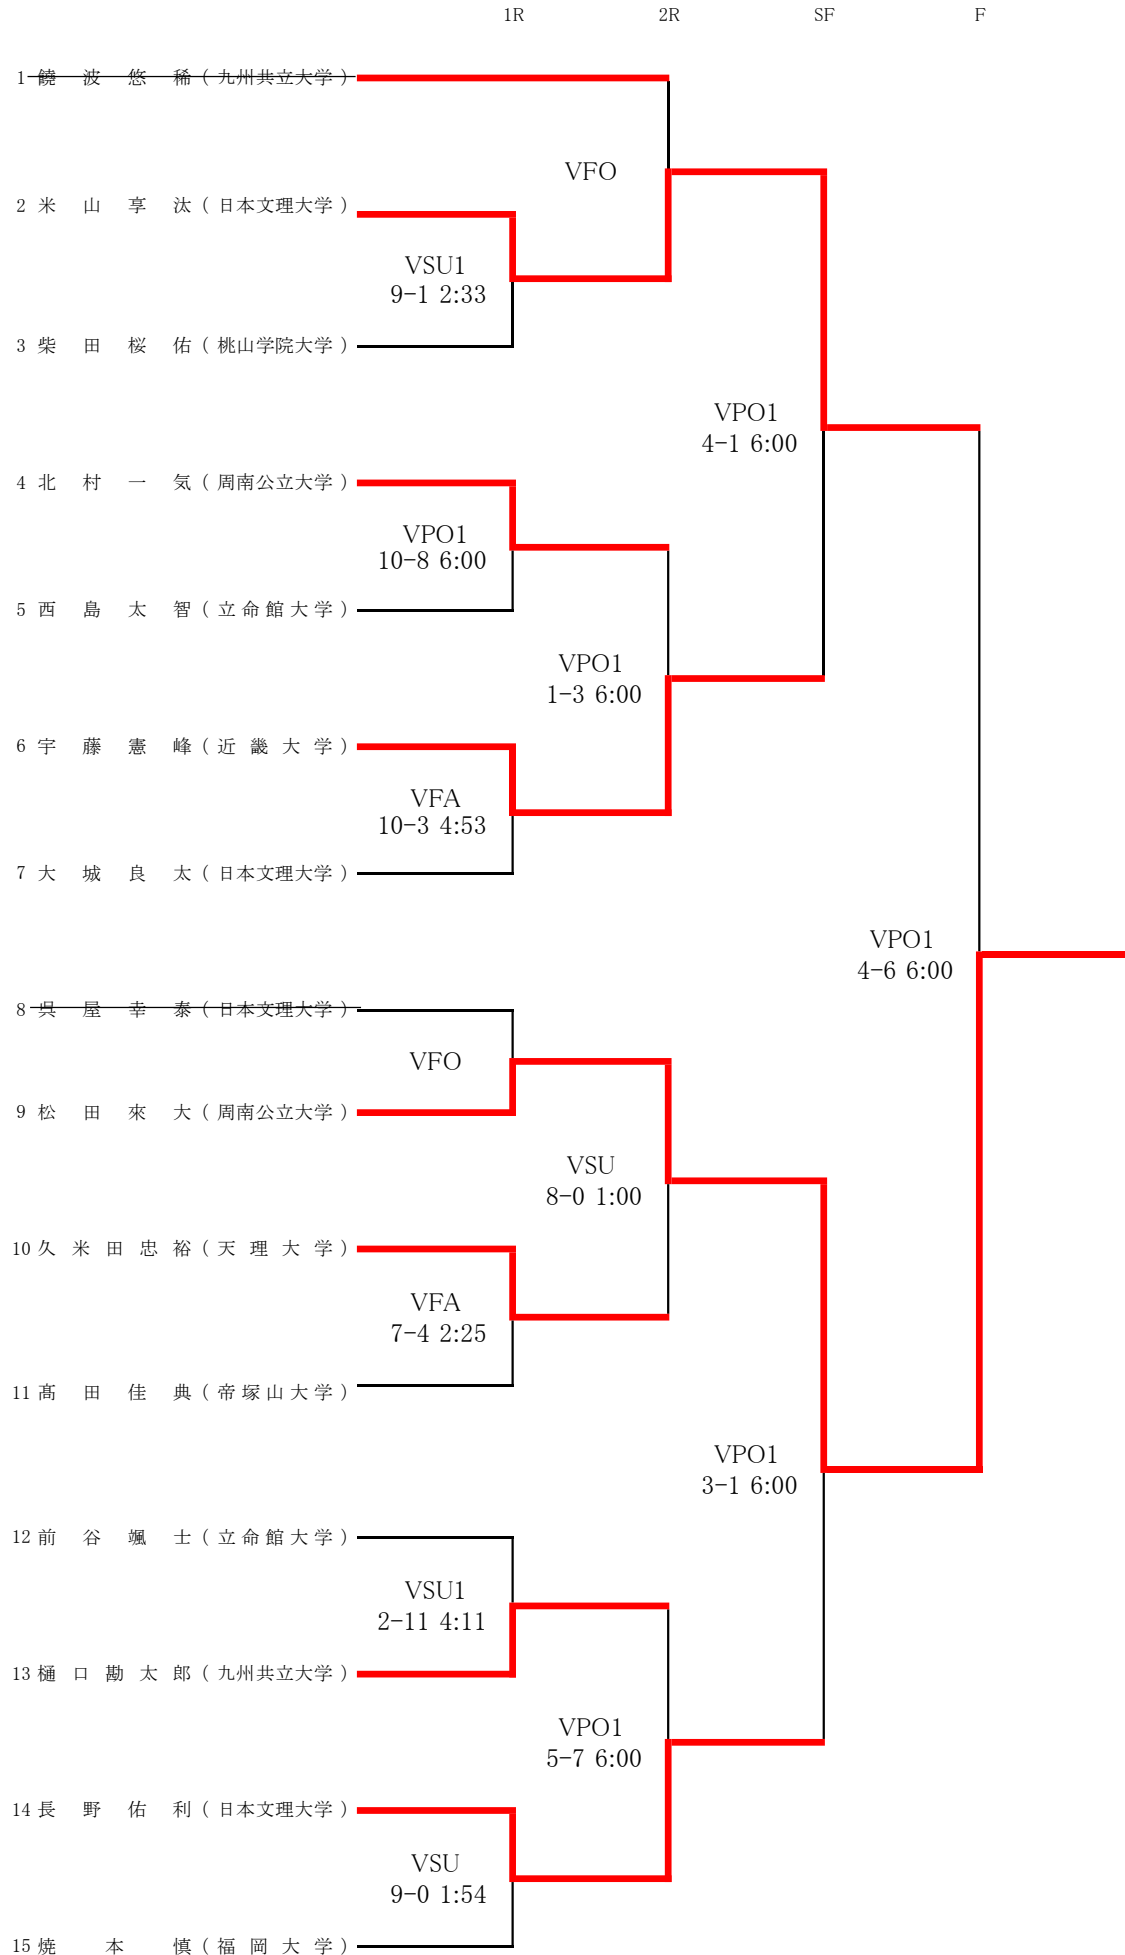 1R 2R SF F
1 饒波悠稀(九州共立大学)
VFO
2 米山享汰(日本文理大学)
VSU1
9-1 2:33
3 柴田桜佑(桃山学院大学)
VPO1
4-1 6:00
4 北村一気(周南公立大学)
VPO1
10-8 6:00
5 西島太智(立命館大学)
VPO1
1-3 6:00
6 宇藤憲峰(近畿大学)
VFA
10-3 4:53
7 大城良太(日本文理大学)
VPO1
4-6 6:00
8 呉屋幸泰(日本文理大学)
VFO
9 松田來大(周南公立大学)
VSU
8-0 1:00
10 久米田忠裕(天理大学)
VFA
7-4 2:25
11 髙田佳典(帝塚山大学)
VPO1
3-1 6:00
12 前谷颯士(立命館大学)
VSU1
2-11 4:11
13 樋口勘太郎(九州共立大学)
VPO1
5-7 6:00
14 長野佑利(日本文理大学)
VSU
9-0 1:54
15 焼本慎(福岡大学)